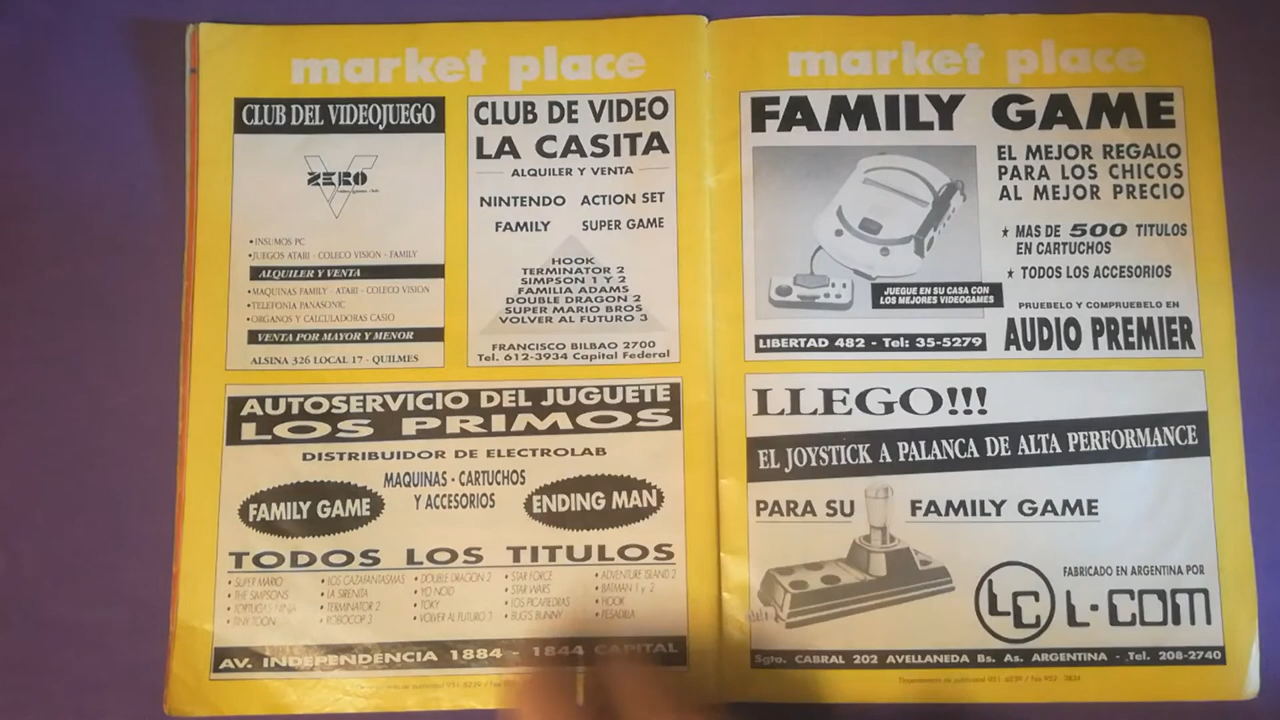 market place
CLUB DEL VIDEOJUEGO
ZERO
video games club
• INSUMOS PC
• JUEGOS ATARI - COLECO VISION - FAMILY
ALQUILER Y VENTA
• MAQUINAS FAMILY - ATARI - COLECO VISION
• TELEFONIA PANASONIC
• ORGANOS Y CALCULADORAS CASIO
VENTA POR MAYOR Y MENOR
ALSINA 326 LOCAL 17 - QUILMES
CLUB DE VIDEO
LA CASITA
ALQUILER Y VENTA
NINTENDO ACTION SET
FAMILY SUPER GAME
HOOK
TERMINATOR 2
SIMPSON 1 Y 2
FAMILIA ADAMS
DOUBLE DRAGON 2
SUPER MARIO BROS
VOLVER AL FUTURO 3
FRANCISCO BILBAO 2700
Tel. 612-3934 Capital Federal
AUTOSERVICIO DEL JUGUETE
LOS PRIMOS
DISTRIBUIDOR DE ELECTROLAB
FAMILY GAME
MAQUINAS - CARTUCHOS
Y ACCESORIOS
ENDING MAN
TODOS LOS TITULOS
• SUPER MARIO
• THE SIMPSONS
• TORTUGAS NINJA
• TINY TOON
• LOS CAZAFANTASMAS
• LA SIRENITA
• TERMINATOR 2
• ROBOCOP 3
• DOUBLE DRAGON 2
• YO NOID
• TOKY
• VOLVER AL FUTURO 3
• STAR FORCE
• STAR WARS
• LOS PICAPIEDRAS
• BUG'S BUNNY
• ADVENTURE ISLAND 2
• BATMAN 1 y 2
• HOOK
• PESADILLA
AV. INDEPENDENCIA 1884 - 1844 CAPITAL
market place
FAMILY GAME
EL MEJOR REGALO
PARA LOS CHICOS
AL MEJOR PRECIO
★ MAS DE 500 TITULOS
EN CARTUCHOS
★ TODOS LOS ACCESORIOS
JUEGUE EN SU CASA CON
LOS MEJORES VIDEOGAMES
PRUEBELO Y COMPRUEBELO EN
AUDIO PREMIER
LIBERTAD 482 - Tel: 35-5279
LLEGO!!!
EL JOYSTICK A PALANCA DE ALTA PERFORMANCE
PARA SU FAMILY GAME
LC
FABRICADO EN ARGENTINA POR
L-COM
Sgto. CABRAL 202 AVELLANEDA Bs. As. ARGENTINA - Tel. 208-2740